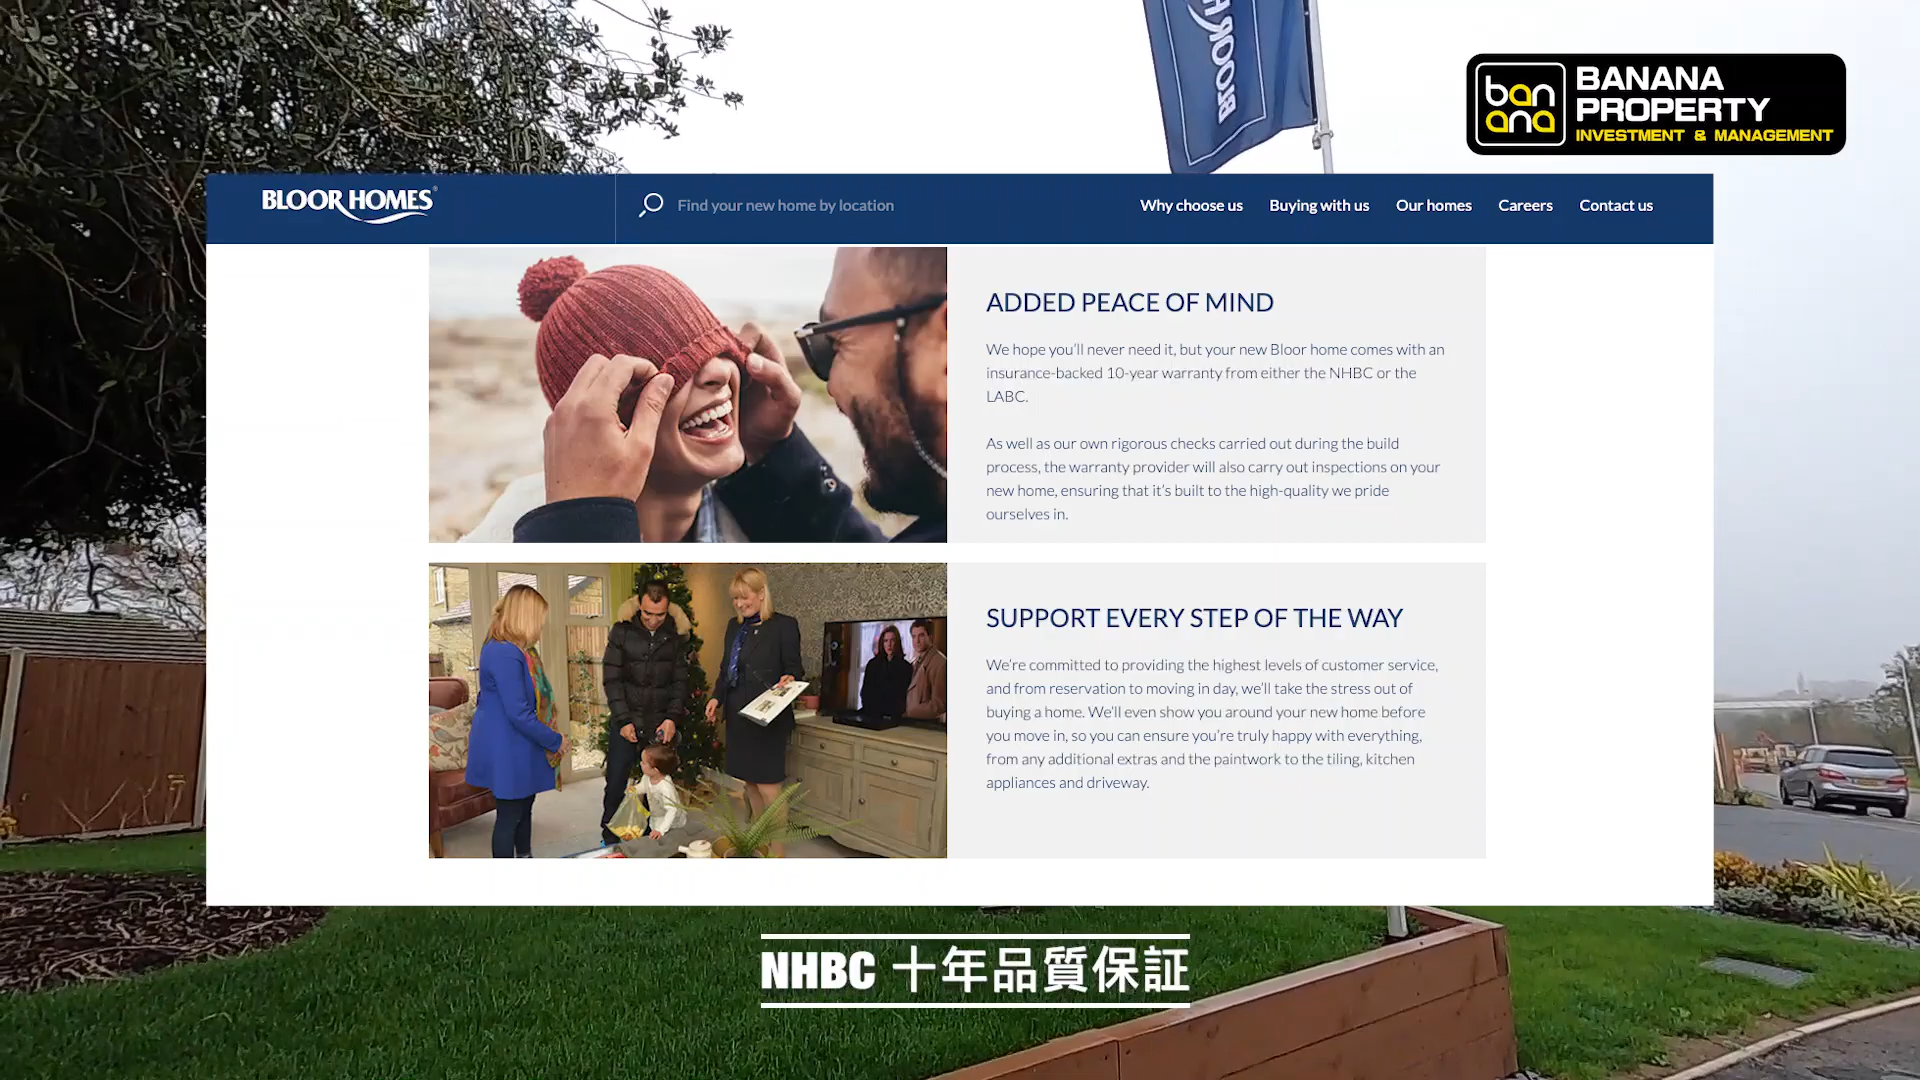 BLOOR H
ban
ana
BANANA
PROPERTY
INVESTMENT & MANAGEMENT
BLOOR HOMES®
Find your new home by location
Why choose us
Buying with us
Our homes
Careers
Contact us
ADDED PEACE OF MIND
We hope you'll never need it, but your new Bloor home comes with an
insurance-backed 10-year warranty from either the NHBC or the
LABC.
As well as our own rigorous checks carried out during the build
process, the warranty provider will also carry out inspections on your
new home, ensuring that it's built to the high-quality we pride
ourselves in.
SUPPORT EVERY STEP OF THE WAY
We're committed to providing the highest levels of customer service,
and from reservation to moving in day, we'll take the stress out of
buying a home. We'll even show you around your new home before
you move in, so you can ensure you're truly happy with everything,
from any additional extras and the paintwork to the tiling, kitchen
appliances and driveway.
NHBC 十年品質保証